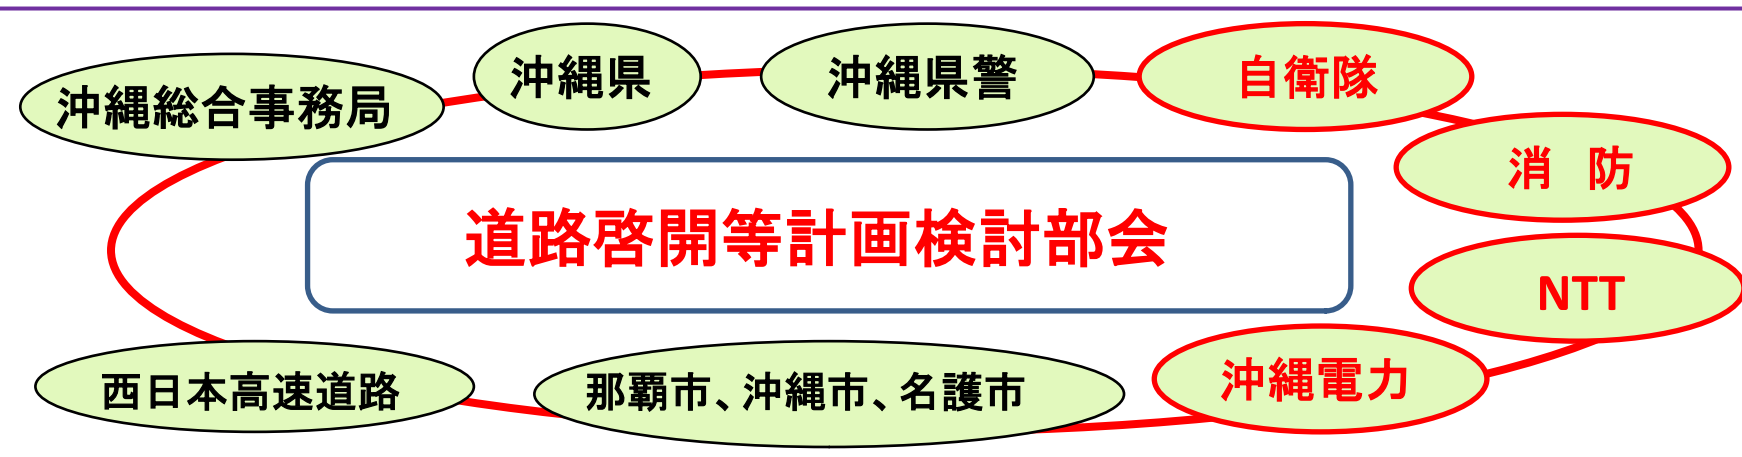 沖縄総合事務局
沖縄県
沖縄県警
自衛隊
消　防
道路啓開等計画検討部会
NTT
西日本高速道路
那覇市、沖縄市、名護市
沖縄電力